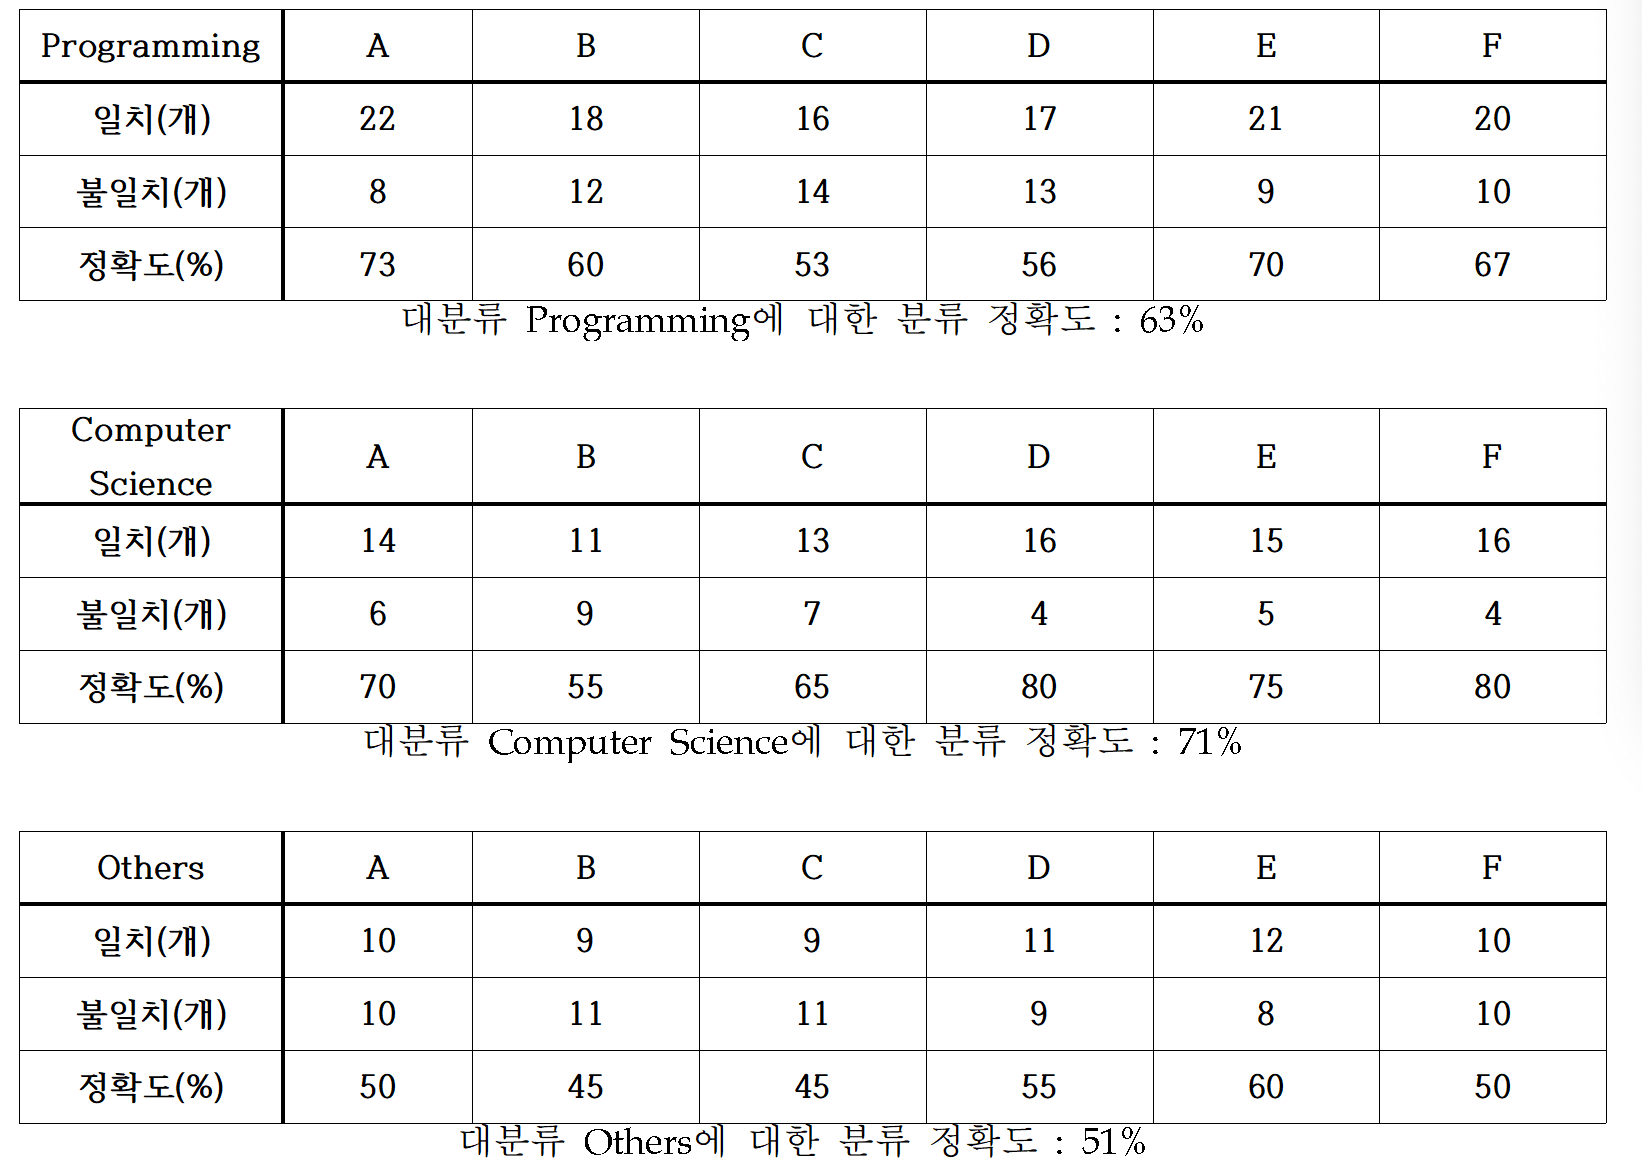 Programming A B C D E F
일치(개) 22 18 16 17 21 20
불일치(개) 8 12 14 13 9 10
정확도(%) 73 60 53 56 70 67
대분류 Programming에 대한 분류 정확도 : 63%
Computer
Science A B C D E F
일치(개) 14 11 13 16 15 16
불일치(개) 6 9 7 4 5 4
정확도(%) 70 55 65 80 75 80
대분류 Computer Science에 대한 분류 정확도 : 71%
Others A B C D E F
일치(개) 10 9 9 11 12 10
불일치(개) 10 11 11 9 8 10
정확도(%) 50 45 45 55 60 50
대분류 Others에 대한 분류 정확도 : 51%